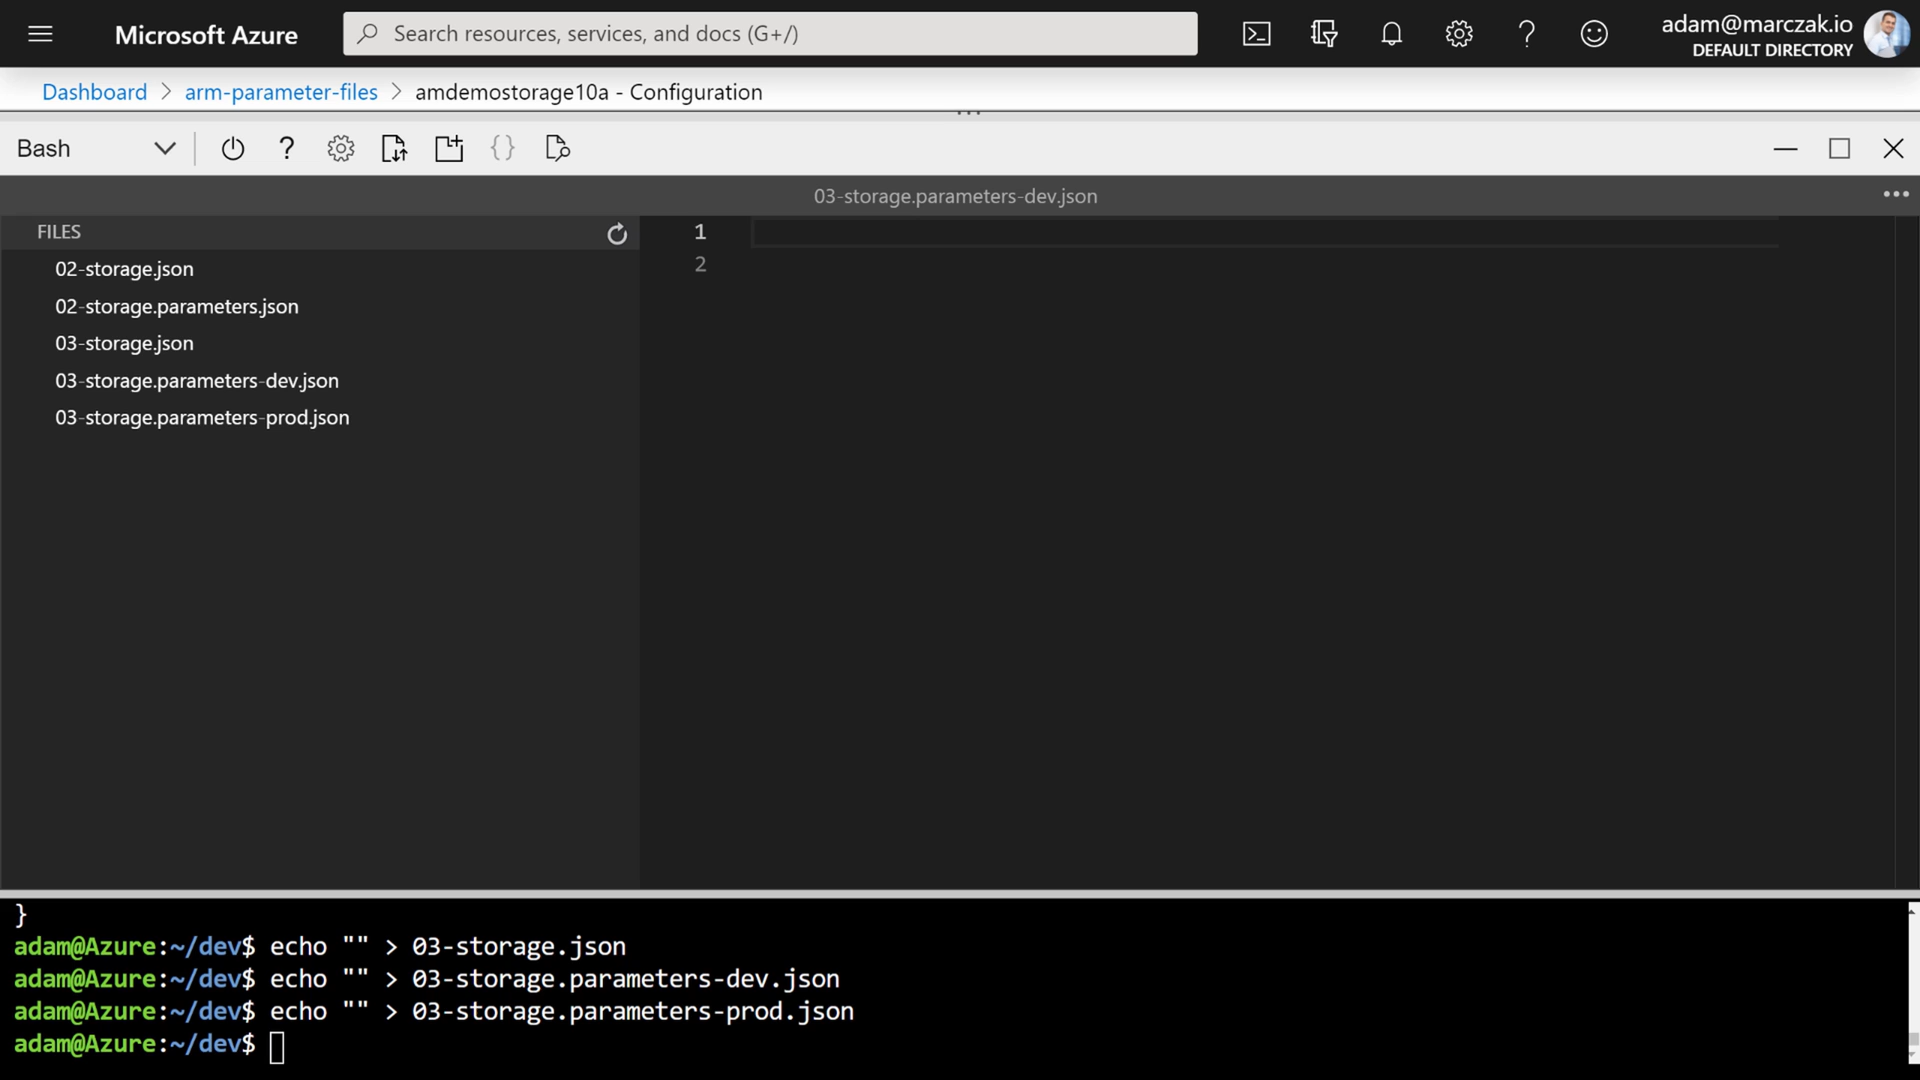 Microsoft Azure
Search resources, services, and docs (G+/)
adam@marczak.io
DEFAULT DIRECTORY
Dashboard > arm-parameter-files > amdemostorage10a - Configuration
Bash
03-storage.parameters-dev.json
FILES
02-storage.json
02-storage.parameters.json
03-storage.json
03-storage.parameters-dev.json
03-storage.parameters-prod.json
1
2
}
adam@Azure:~/dev$ echo "" > 03-storage.json
adam@Azure:~/dev$ echo "" > 03-storage.parameters-dev.json
adam@Azure:~/dev$ echo "" > 03-storage.parameters-prod.json
adam@Azure:~/dev$